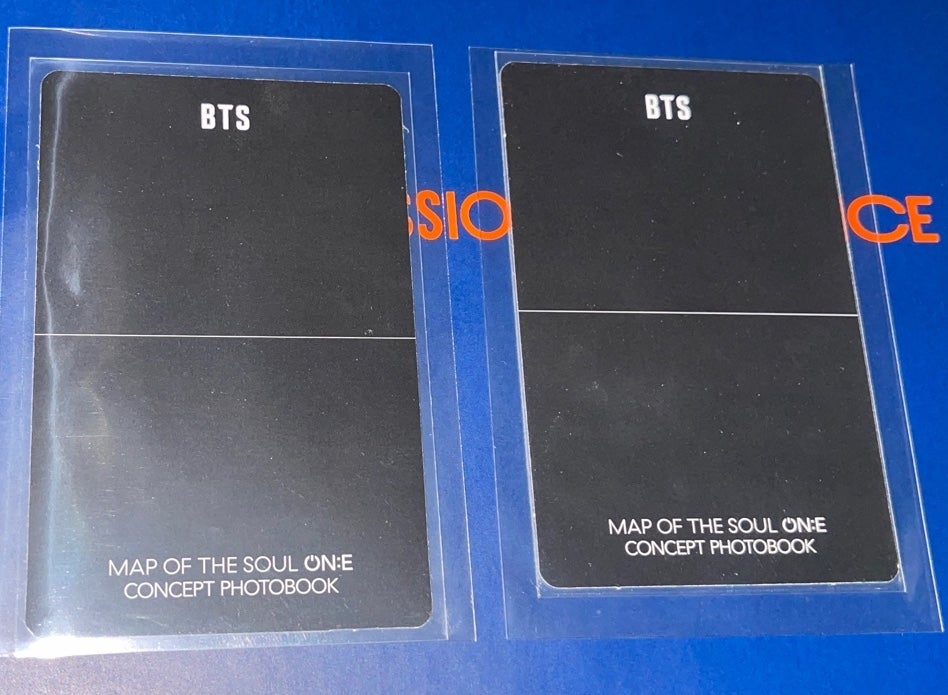 BTS
MAP OF THE SOUL ON:E
CONCEPT PHOTOBOOK
BTS
MAP OF THE SOUL ON:E
CONCEPT PHOTOBOOK
SSIO
CE